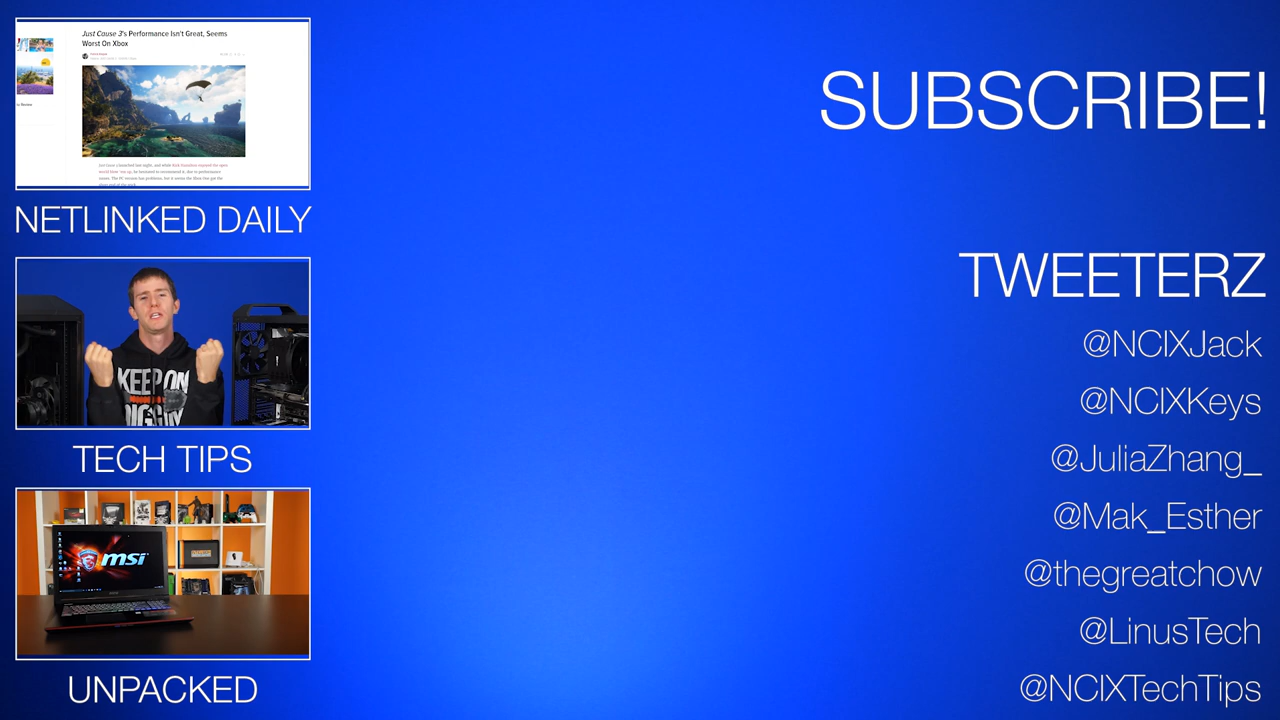 Just Cause 3's Performance Isn't Great, Seems
Worst On Xbox
NETLINKED DAILY
KEEP ON
TECH TIPS
msi
UNPACKED
SUBSCRIBE!
TWEETERZ
@NCIXJack
@NCIXKeys
@JuliaZhang_
@Mak_Esther
@thegreatchow
@LinusTech
@NCIXTechTips